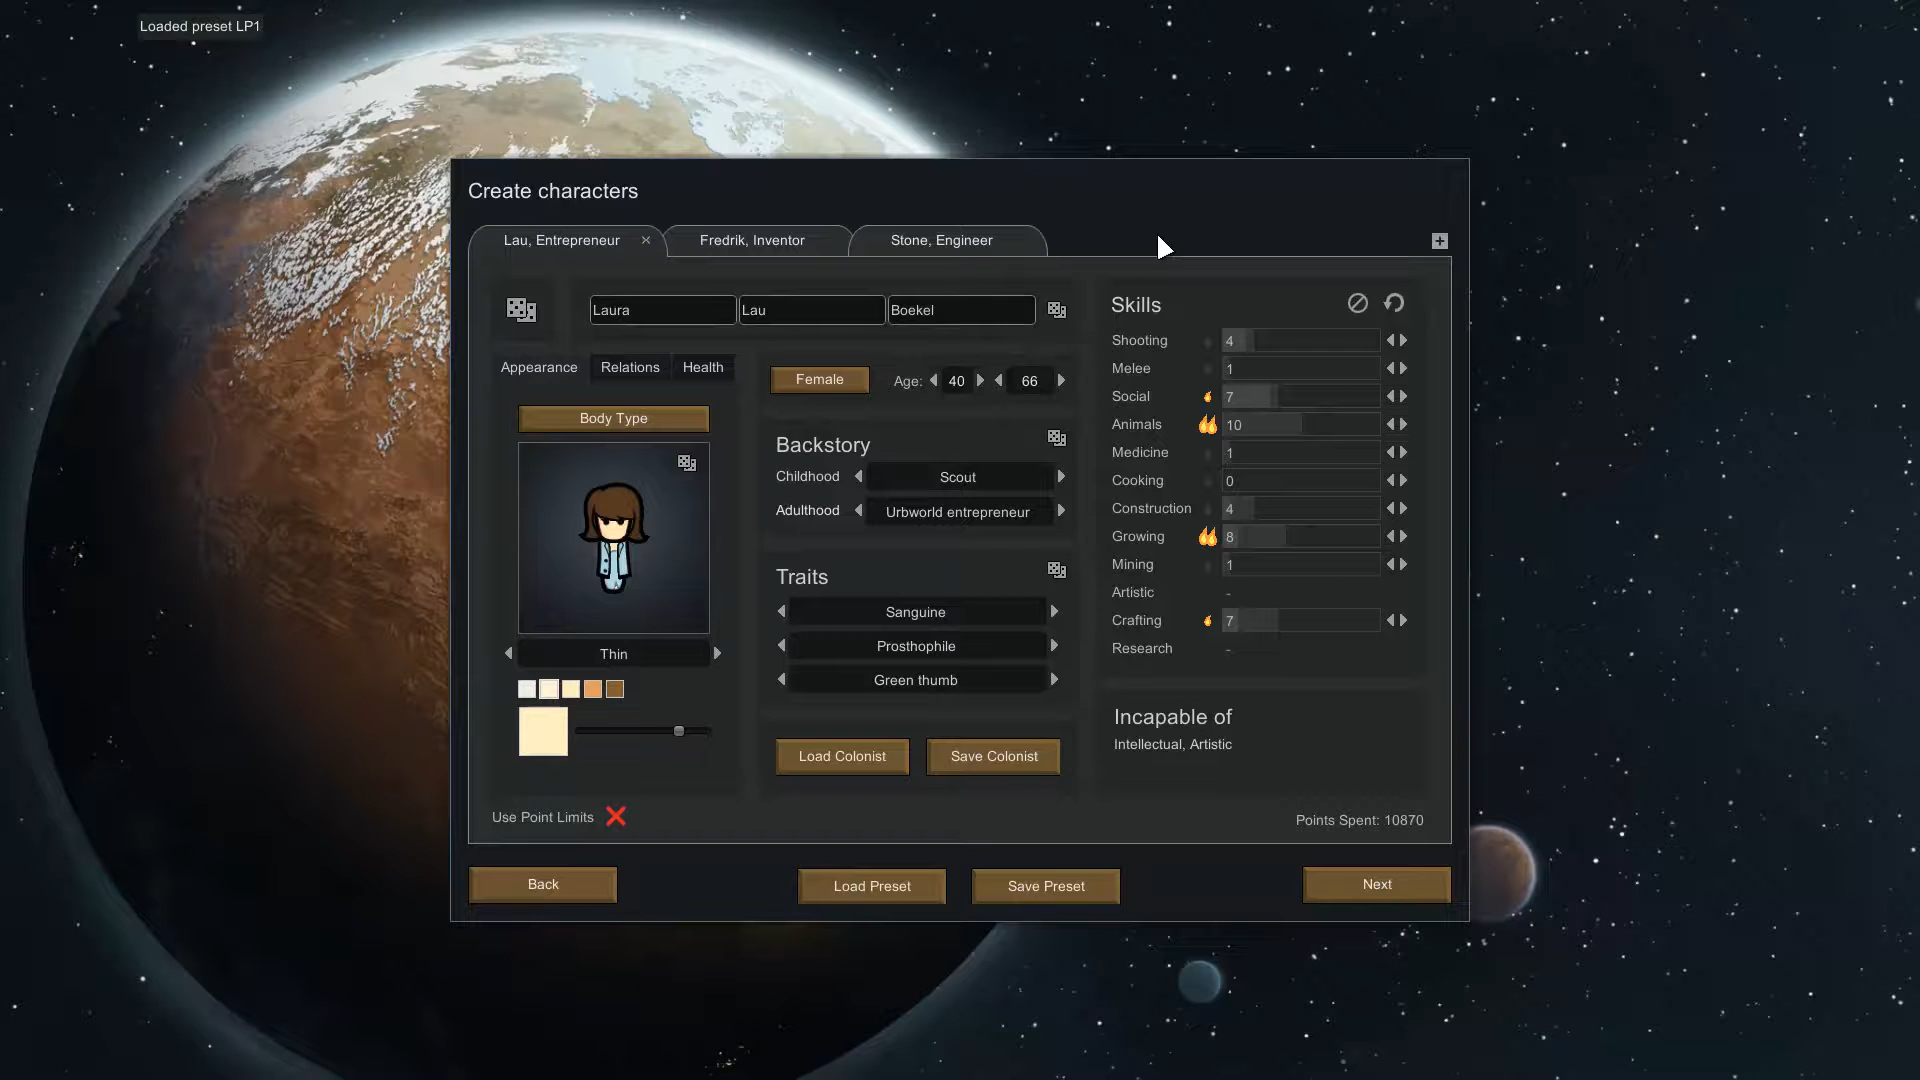 Loaded preset LP1
Create characters
Lau, Entrepreneur
Fredrik, Inventor
Stone, Engineer
Laura
Lau
Boekel
Appearance
Relations
Health
Body Type
Thin
Female
Age:
40
66
Backstory
Childhood
Scout
Adulthood
Urbworld entrepreneur
Traits
Sanguine
Prosthophile
Green thumb
Load Colonist
Save Colonist
Skills
Shooting 4
Melee 1
Social 7
Animals 10
Medicine 1
Cooking 0
Construction 4
Growing 8
Mining 1
Artistic -
Crafting 7
Research -
Incapable of
Intellectual, Artistic
Use Point Limits
Points Spent: 10870
Back
Load Preset
Save Preset
Next